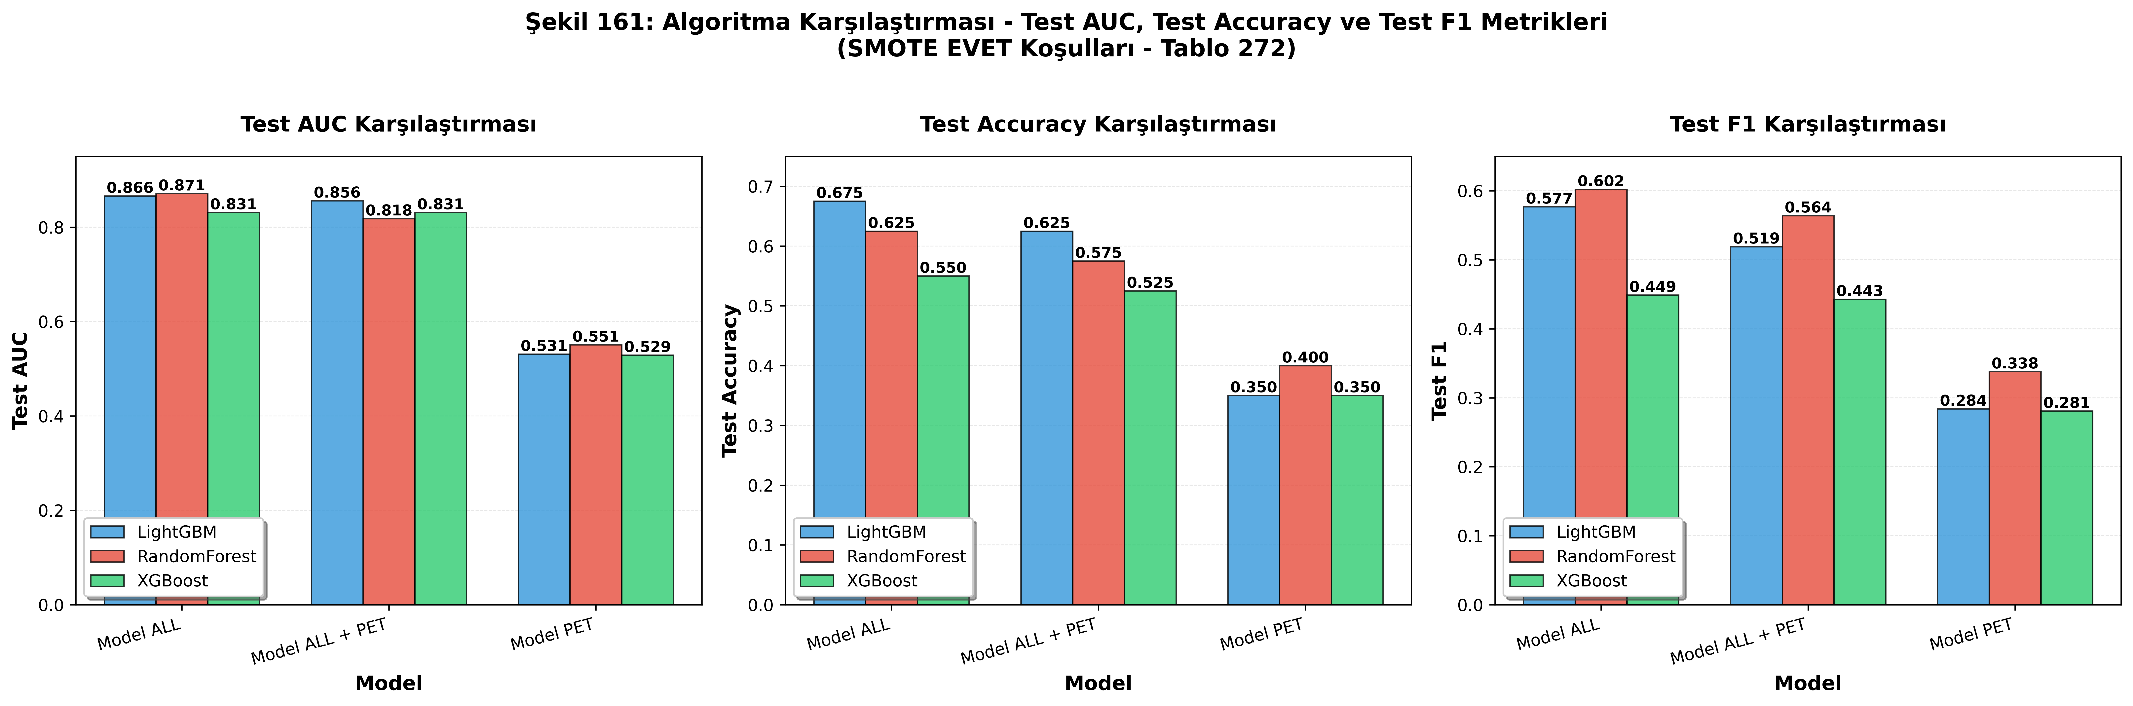 Şekil 161: Algoritma Karşılaştırması - Test AUC, Test Accuracy ve Test F1 Metrikleri
(SMOTE EVET Koşulları - Tablo 272)
Test AUC Karşılaştırması
Test AUC
0.8
0.6
0.4
0.2
0.0
0.866
0.871
0.831
0.856
0.818
0.831
0.531
0.551
0.529
LightGBM
RandomForest
XGBoost
Model ALL
Model ALL + PET
Model PET
Model
Test Accuracy Karşılaştırması
Test Accuracy
0.7
0.6
0.5
0.4
0.3
0.2
0.1
0.0
0.675
0.625
0.550
0.625
0.575
0.525
0.350
0.400
0.350
LightGBM
RandomForest
XGBoost
Model ALL
Model ALL + PET
Model PET
Model
Test F1 Karşılaştırması
Test F1
0.6
0.5
0.4
0.3
0.2
0.1
0.0
0.577
0.602
0.449
0.519
0.564
0.443
0.284
0.338
0.281
LightGBM
RandomForest
XGBoost
Model ALL
Model ALL + PET
Model PET
Model